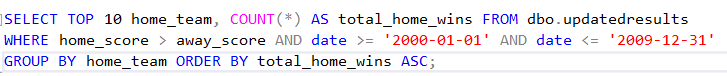 SELECT TOP 10 home_team, COUNT(*) AS total_home_wins FROM dbo.updatedresults
WHERE home_score > away_score AND date >= '2000-01-01' AND date <= '2009-12-31'
GROUP BY home_team ORDER BY total_home_wins ASC;